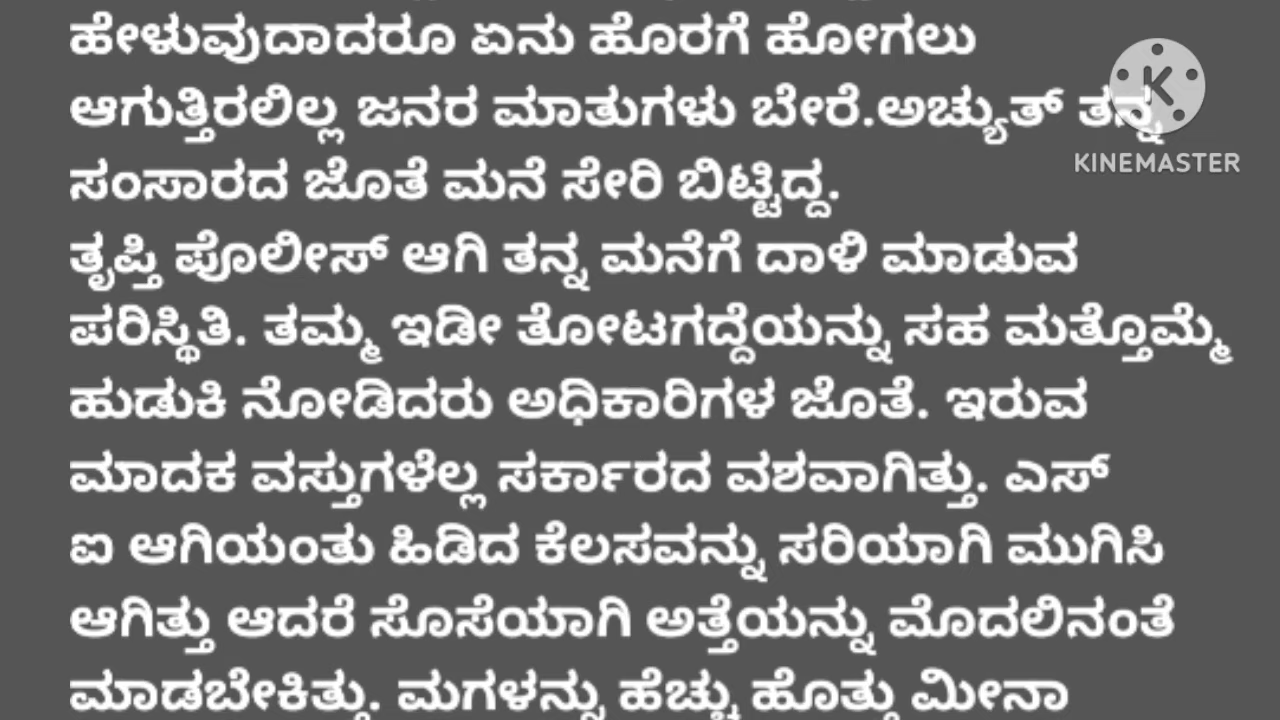 ಹೇಳುವುದಾದರೂ ಏನು ಹೊರಗೆ ಹೋಗಲು
ಆಗುತ್ತಿರಲಿಲ್ಲ ಜನರ ಮಾತುಗಳು ಬೇರೆ.ಅಚ್ಯುತ್ ತನ್ನ
KINEMASTER
ಸಂಸಾರದ ಜೊತೆ ಮನೆ ಸೇರಿ ಬಿಟ್ಟಿದ್ದ.
ತೃಪ್ತಿ ಪೊಲೀಸ್ ಆಗಿ ತನ್ನ ಮನೆಗೆ ದಾಳಿ ಮಾಡುವ
ಪರಿಸ್ಥಿತಿ. ತಮ್ಮ ಇಡೀ ತೋಟಗದ್ದೆಯನ್ನು ಸಹ ಮತ್ತೊಮ್ಮೆ
ಹುಡುಕಿ ನೋಡಿದರು ಅಧಿಕಾರಿಗಳ ಜೊತೆ. ಇರುವ
ಮಾದಕ ವಸ್ತುಗಳೆಲ್ಲ ಸರ್ಕಾರದ ವಶವಾಗಿತ್ತು. ಎಸ್
ಐ ಆಗಿಯಂತು ಹಿಡಿದ ಕೆಲಸವನ್ನು ಸರಿಯಾಗಿ ಮುಗಿಸಿ
ಆಗಿತ್ತು ಆದರೆ ಸೊಸೆಯಾಗಿ ಅತ್ತೆಯನ್ನು ಮೊದಲಿನಂತೆ
ಮಾಡಬೇಕಿತ್ತು. ಮಗಳನ್ನು ಹೆಚ್ಚು ಹೊತ್ತು ಮೀನಾ